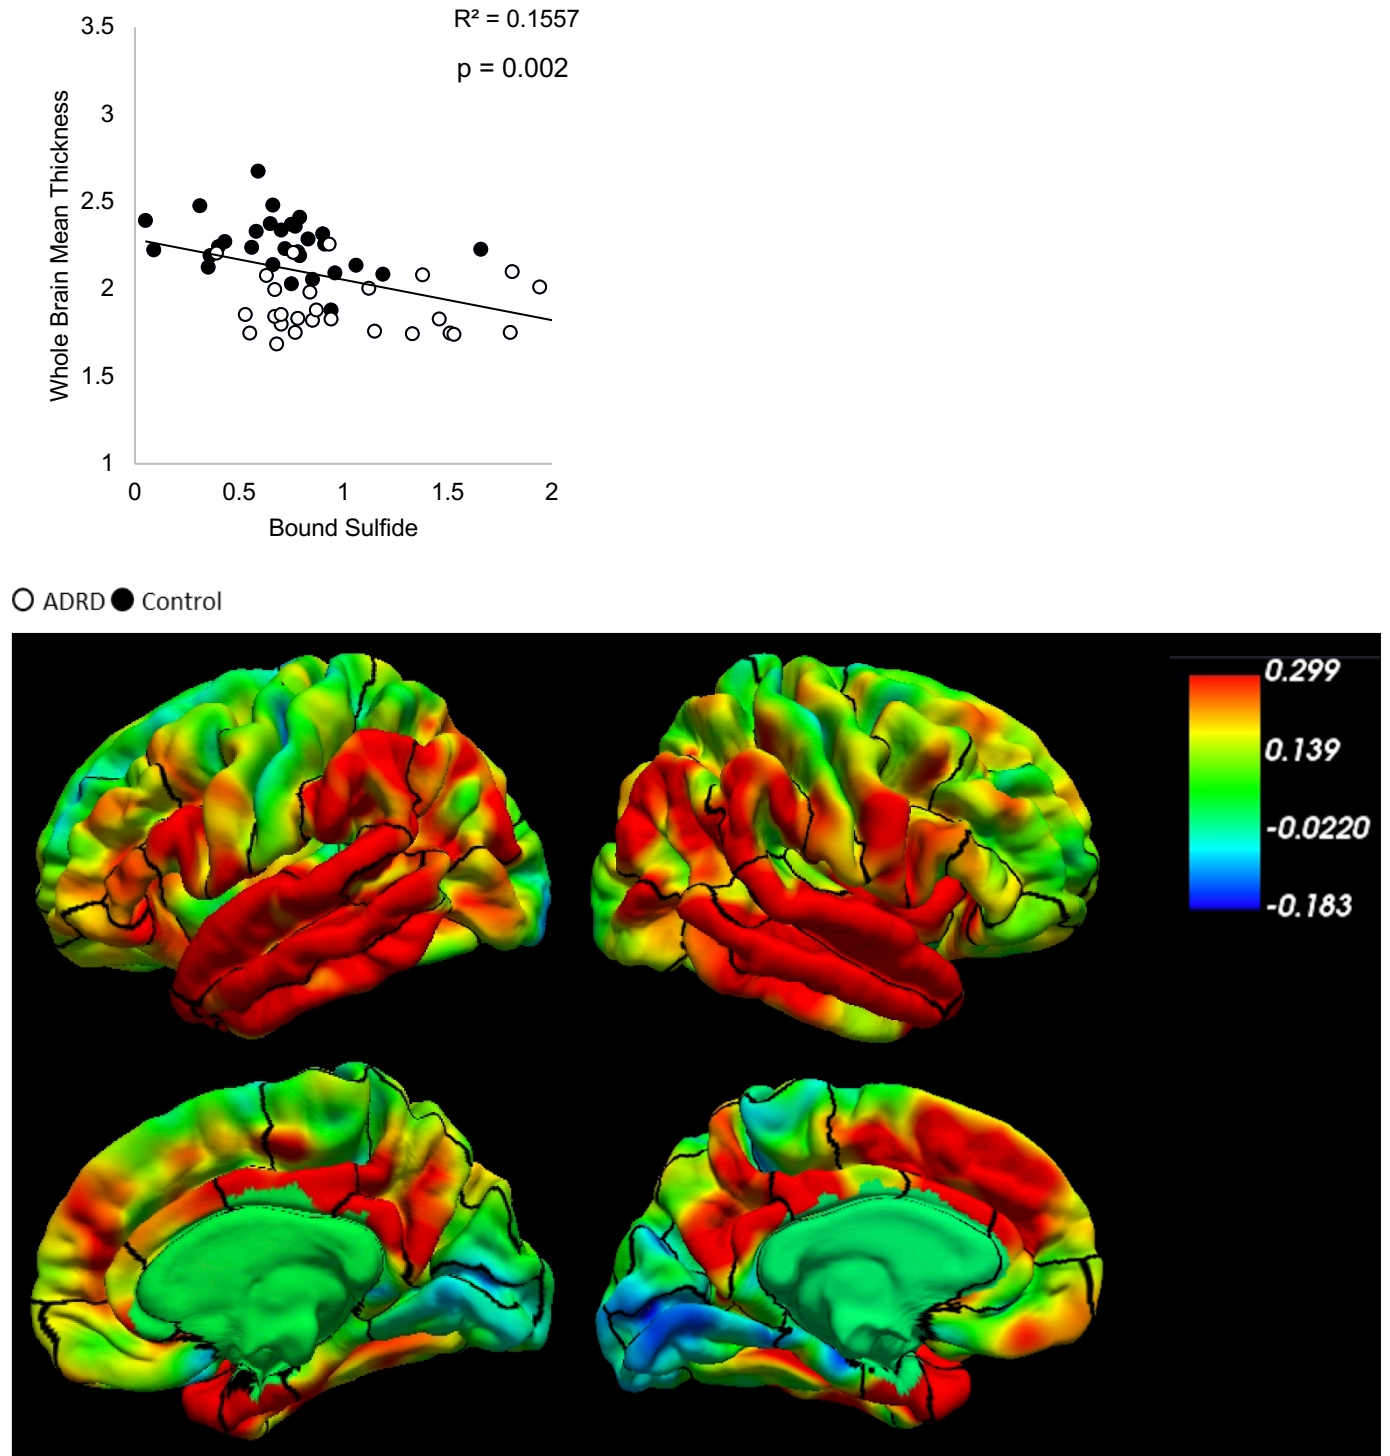 R² = 0.1557
p = 0.002
Whole Brain Mean Thickness
3.5
3
2.5
2
1.5
1
0 0.5 1 1.5 2
Bound Sulfide
ADRD Control
0.299
0.139
-0.0220
-0.183